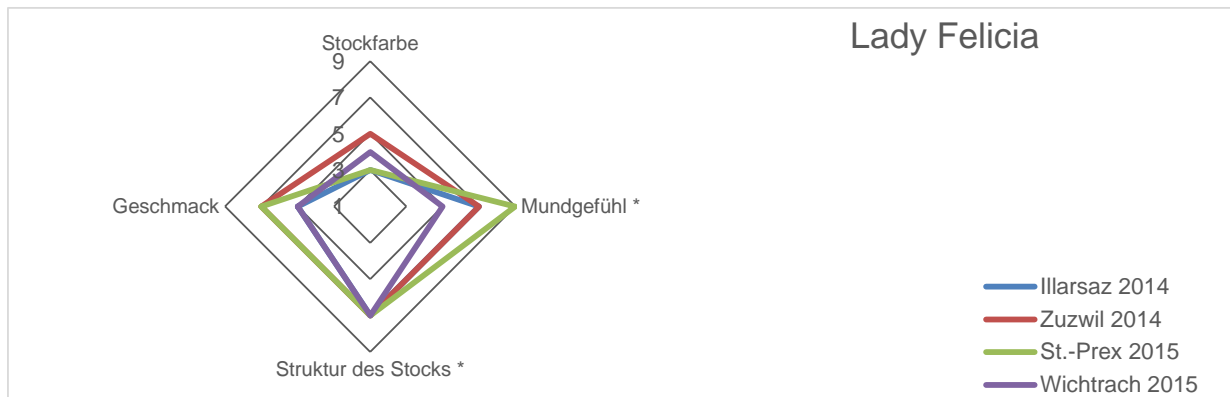 Lady Felicia
Stockfarbe
9
7
5
3
1
Geschmack
Mundgefühl *
Struktur des Stocks *
Illarsaz 2014
Zuzwil 2014
St.-Prex 2015
Wichtrach 2015